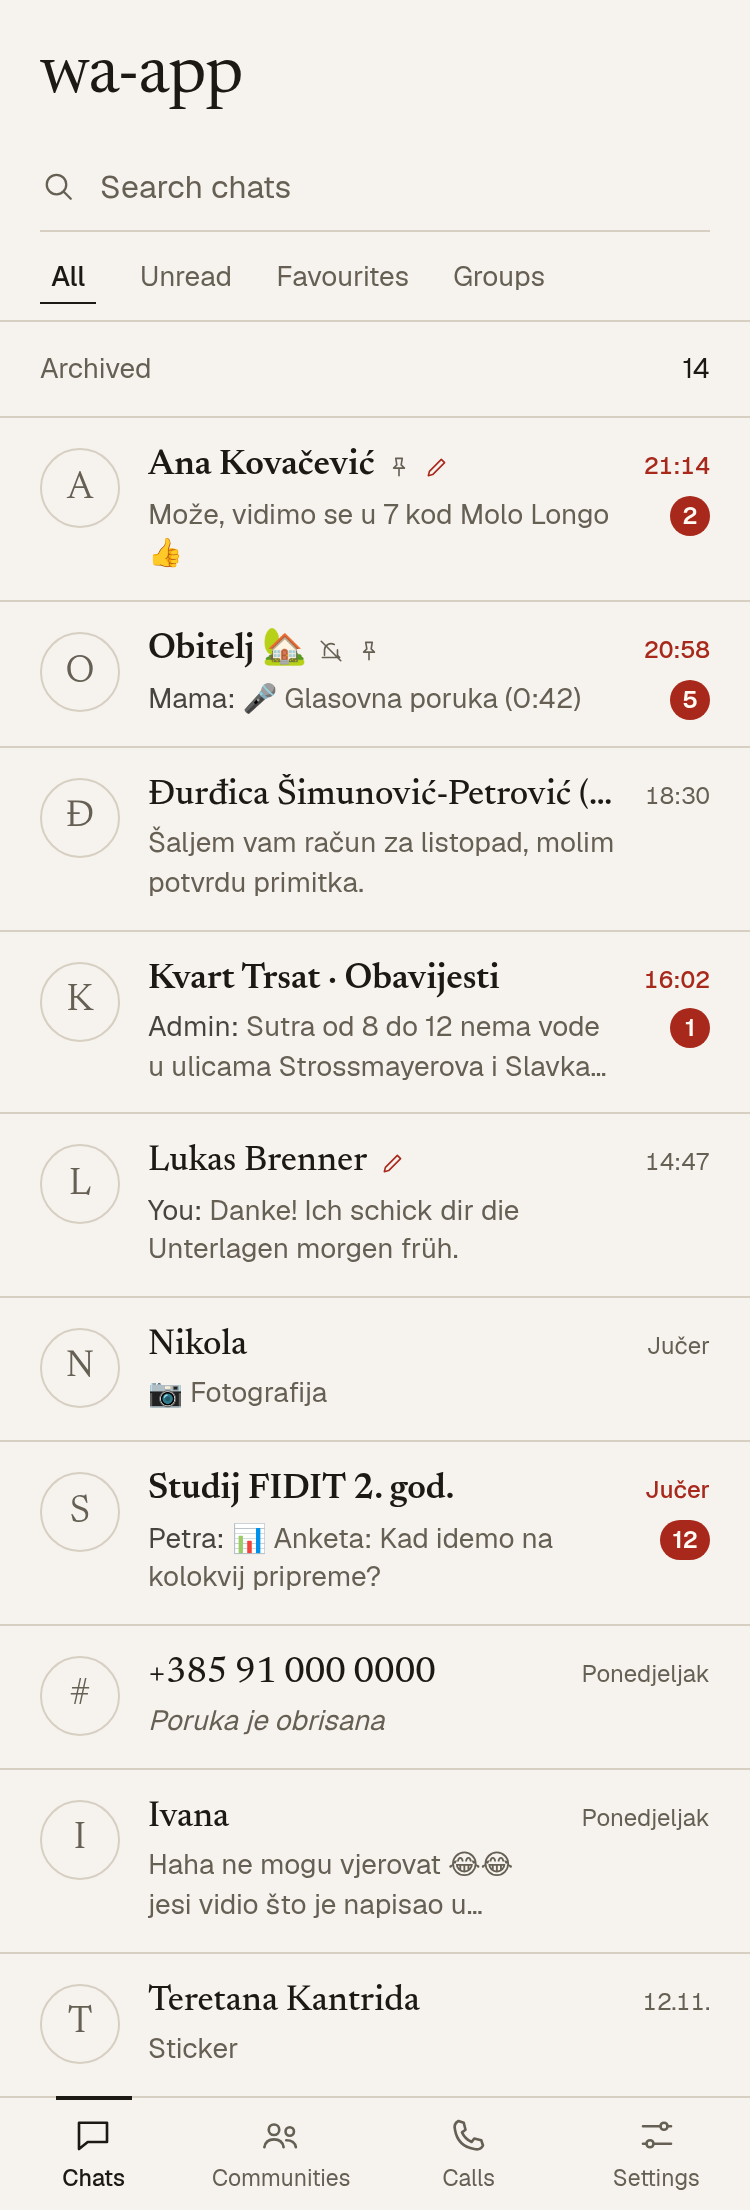 wa-app
Search chats
All Unread Favourites Groups
Archived 14
A Ana Kovačević 21:14
Može, vidimo se u 7 kod Molo Longo 2
👍
O Obitelj 🏡 20:58
Mama: 🎤 Glasovna poruka (0:42) 5
Đ Đurđica Šimunović-Petrović (... 18:30
Šaljem vam račun za listopad, molim
potvrdu primitka.
K Kvart Trsat · Obavijesti 16:02
Admin: Sutra od 8 do 12 nema vode 1
u ulicama Strossmayerova i Slavka...
L Lukas Brenner 14:47
You: Danke! Ich schick dir die
Unterlagen morgen früh.
N Nikola Jučer
📷 Fotografija
S Studij FIDIT 2. god. Jučer
Petra: 📊 Anketa: Kad idemo na 12
kolokvij pripreme?
# +385 91 000 0000 Ponedjeljak
Poruka je obrisana
I Ivana Ponedjeljak
Haha ne mogu vjerovat 😂😂
jesi vidio što je napisao u...
T Teretana Kantrida 12.11.
Sticker
Chats Communities Calls Settings